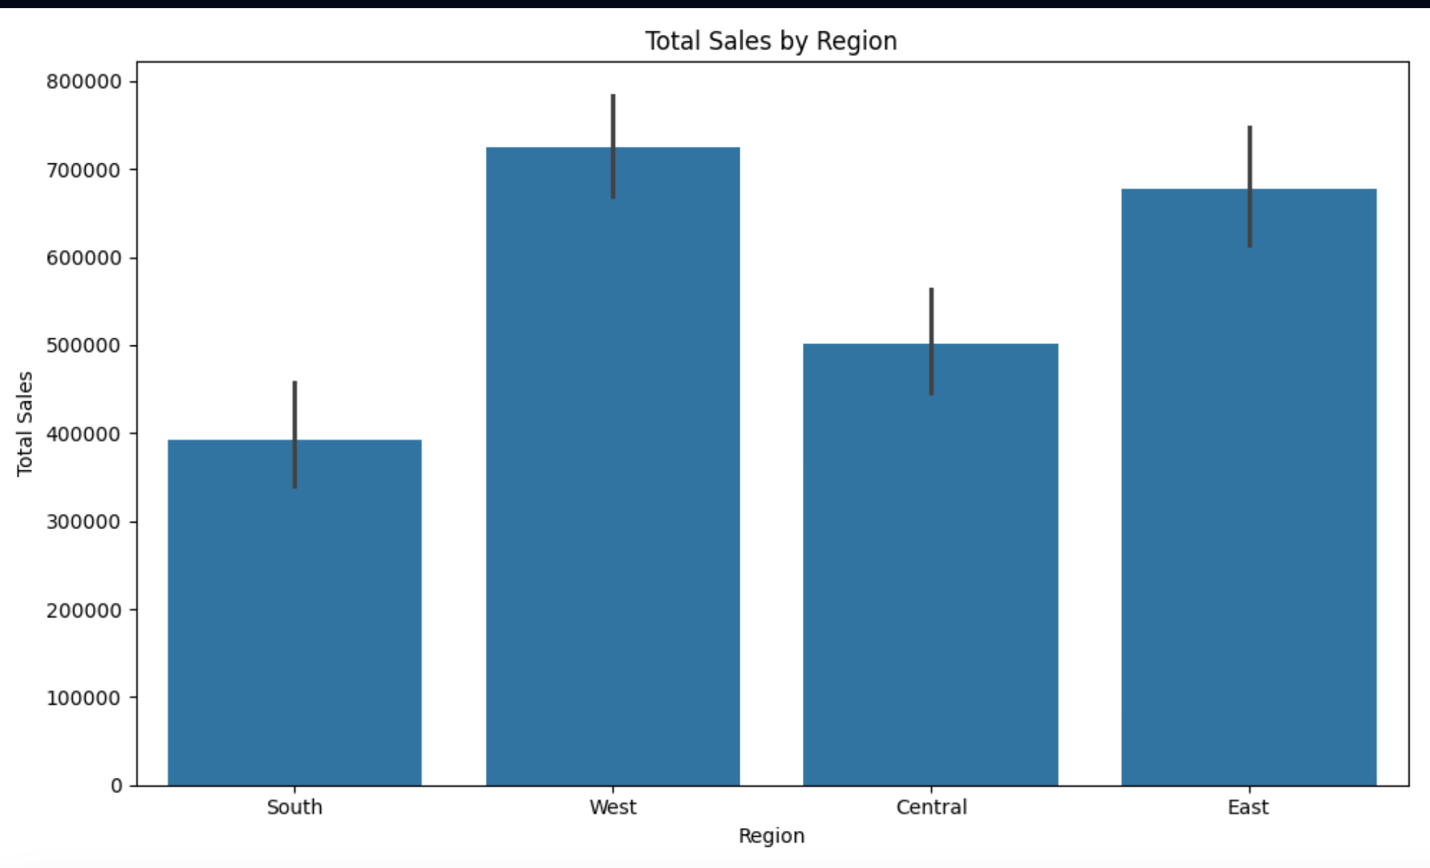 Total Sales by Region
800000
700000
600000
500000
400000
300000
200000
100000
0
Total Sales
South West Central East
Region